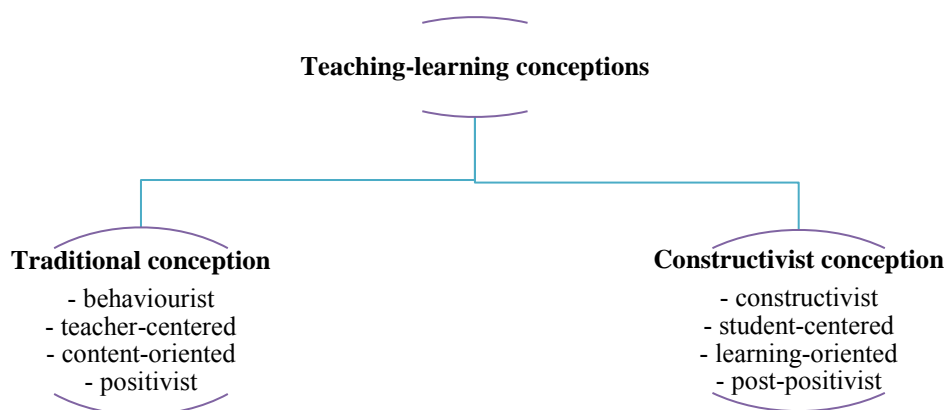 Teaching-learning conceptions
Traditional conception
- behaviourist
- teacher-centered
- content-oriented
- positivist
Constructivist conception
- constructivist
- student-centered
- learning-oriented
- post-positivist